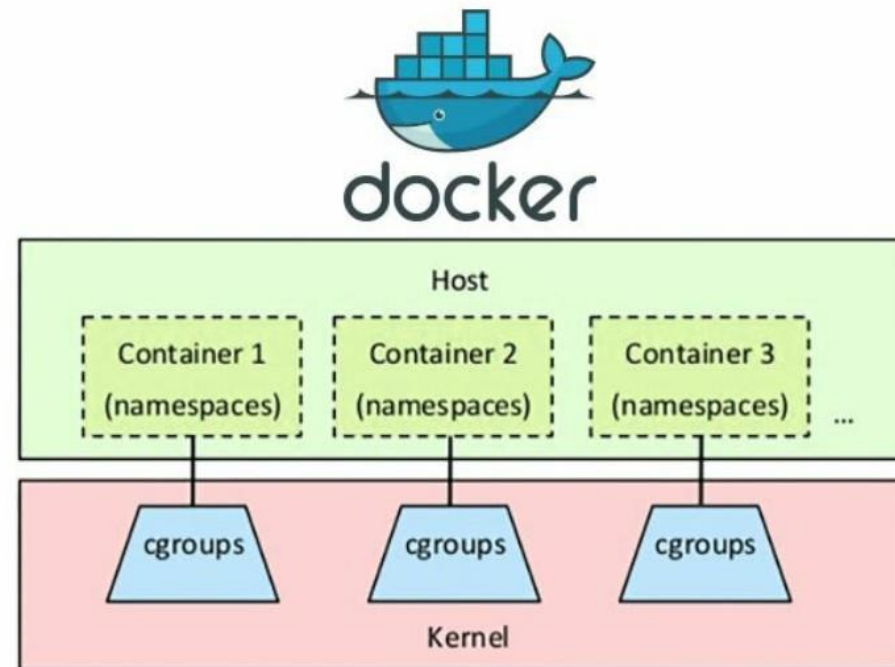 docker
Host
Container 1
(namespaces)
Container 2
(namespaces)
Container 3
(namespaces)
...
cgroups
cgroups
cgroups
Kernel